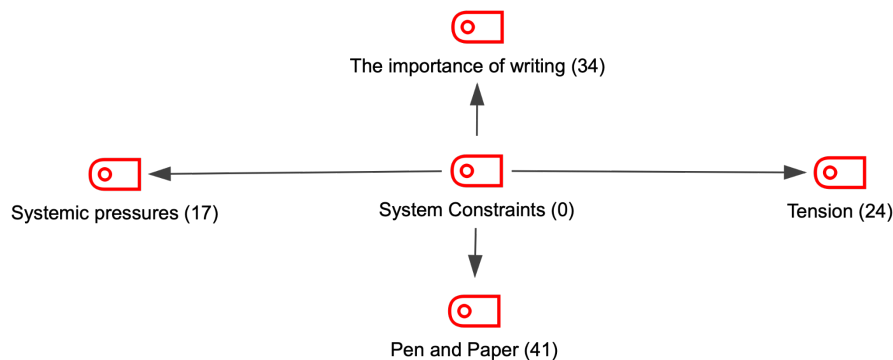 The importance of writing (34)
Systemic pressures (17)
System Constraints (0)
Tension (24)
Pen and Paper (41)